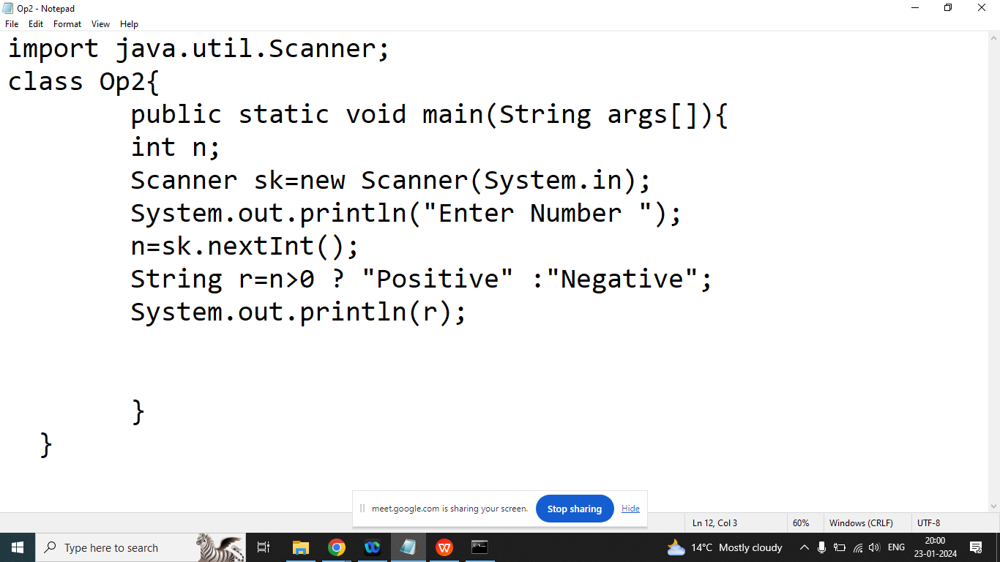 Op2 - Notepad
File Edit Format View Help
import java.util.Scanner;
class Op2{
public static void main(String args[]){
int n;
Scanner sk=new Scanner(System.in);
System.out.println("Enter Number ");
n=sk.nextInt();
String r=n>0 ? "Positive" :"Negative";
System.out.println(r);
}
}
meet.google.com is sharing your screen. Stop sharing Hide
Ln 12, Col 3 60% Windows (CRLF) UTF-8
Type here to search 14°C Mostly cloudy ENG 20:00
23-01-2024